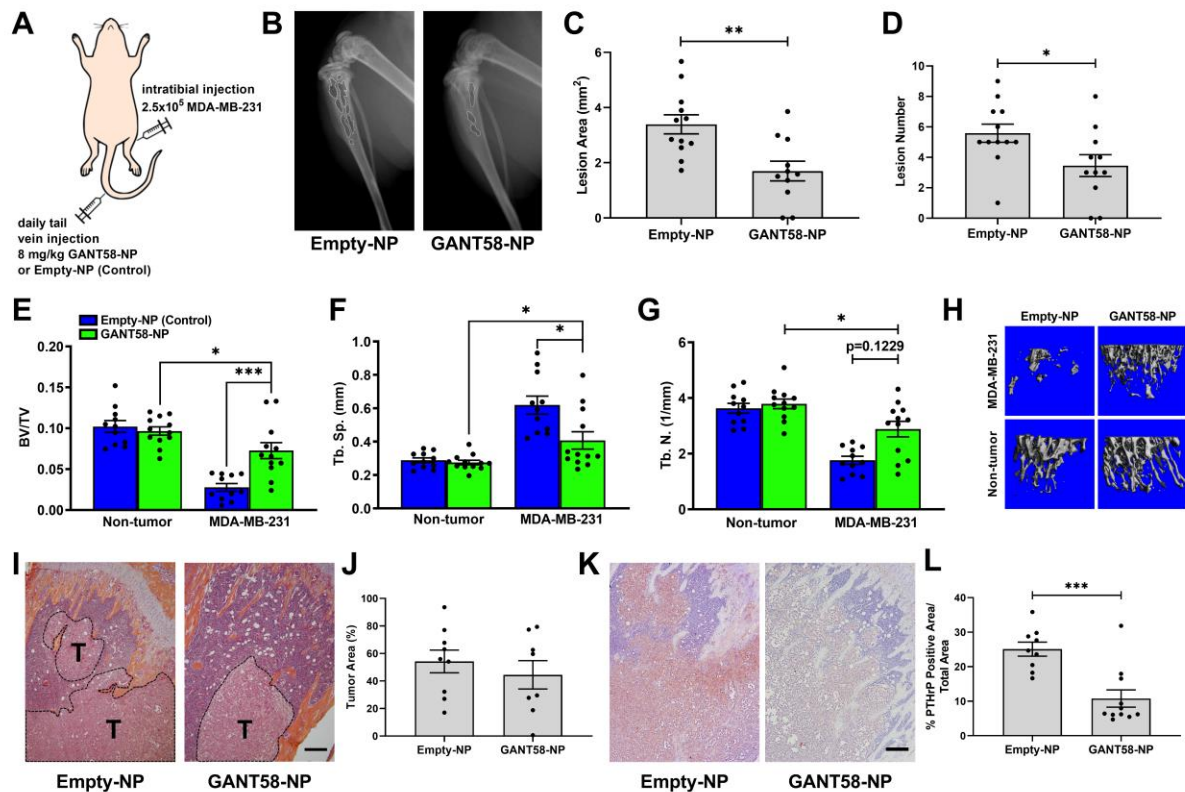 A
intratibial injection
2.5x10⁵ MDA-MB-231
daily tail
vein injection
8 mg/kg GANT58-NP
or Empty-NP (Control)
B
Empty-NP
GANT58-NP
C
**
Lesion Area (mm²)
6
4
2
0
Empty-NP
GANT58-NP
D
*
Lesion Number
10
8
6
4
2
0
Empty-NP
GANT58-NP
E
Empty-NP (Control)
GANT58-NP
*
***
BV/TV
0.20
0.15
0.10
0.05
0.00
Non-tumor
MDA-MB-231
F
*
*
Tb. Sp. (mm)
1.0
0.8
0.6
0.4
0.2
0.0
Non-tumor
MDA-MB-231
G
*
p=0.1229
Tb. N. (1/mm)
6
4
2
0
Non-tumor
MDA-MB-231
H
Empty-NP
GANT58-NP
MDA-MB-231
Non-tumor
I
T
T
T
Empty-NP
GANT58-NP
J
Tumor Area (%)
100
80
60
40
20
0
Empty-NP
GANT58-NP
K
Empty-NP
GANT58-NP
L
***
% PTHrP Positive Area/
Total Area
40
30
20
10
0
Empty-NP
GANT58-NP